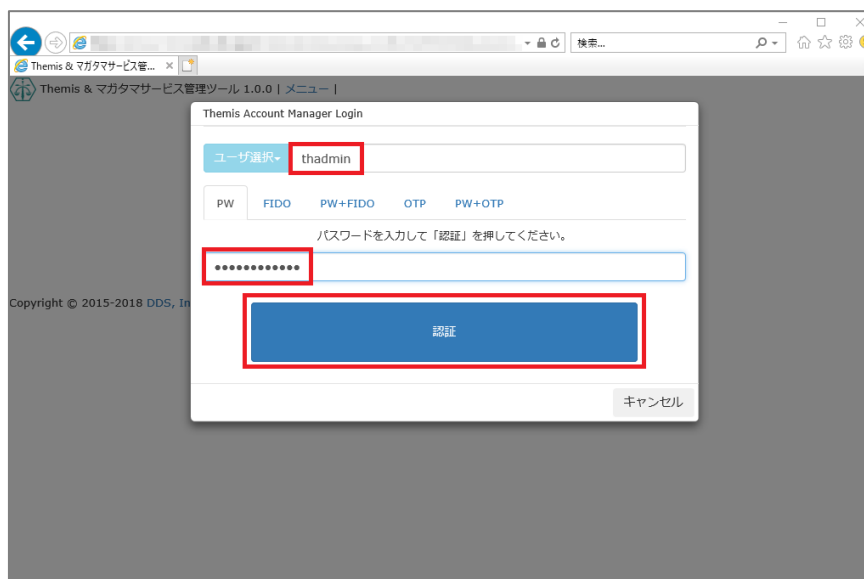 検索...
Themis & マガタマサービス管...
Themis & マガタマサービス管理ツール 1.0.0 | メニュー |
Themis Account Manager Login
ユーザ選択 thadmin
PW FIDO PW+FIDO OTP PW+OTP
パスワードを入力して「認証」を押してください。
••••••••••••
認証
Copyright © 2015-2018 DDS, In
キャンセル